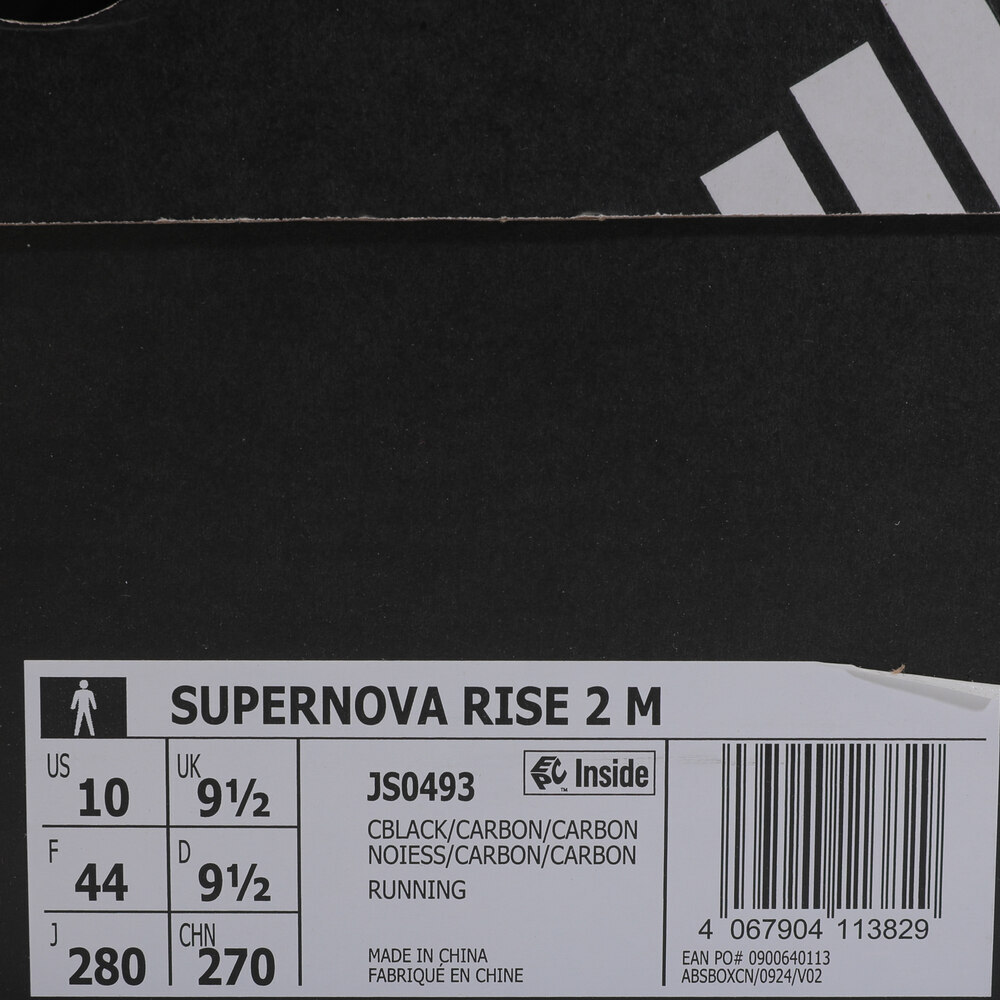 SUPERNOVA RISE 2 M
US 10
UK 9½
F 44
D 9½
J 280
CHN 270
JS0493
EPC Inside
™
CBLACK/CARBON/CARBON
NOIESS/CARBON/CARBON
RUNNING
MADE IN CHINA
FABRIQUÉ EN CHINE
4 067904 113829
EAN PO# 0900640113
ABSBOXCN/0924/V02